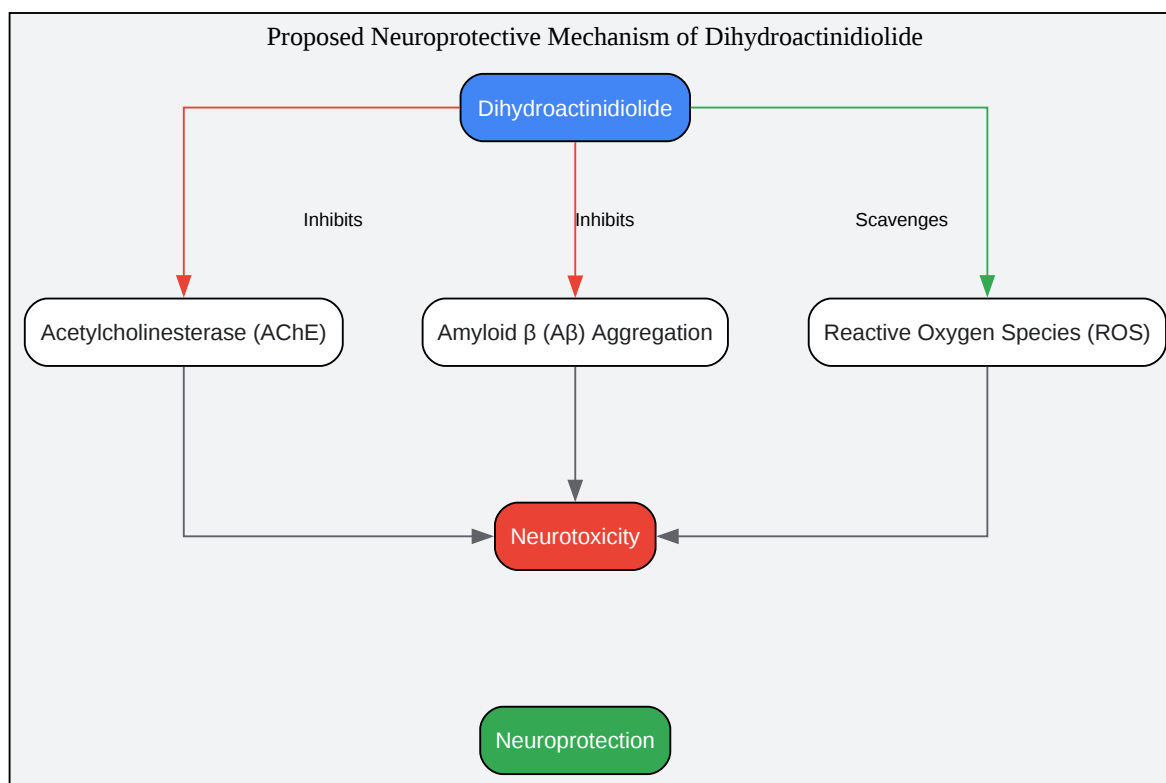 Proposed Neuroprotective Mechanism of Dihydroactinidiolide
Dihydroactinidiolide
Inhibits
Inhibits
Scavenges
Acetylcholinesterase (AChE)
Amyloid β (Aβ) Aggregation
Reactive Oxygen Species (ROS)
Neurotoxicity
Neuroprotection